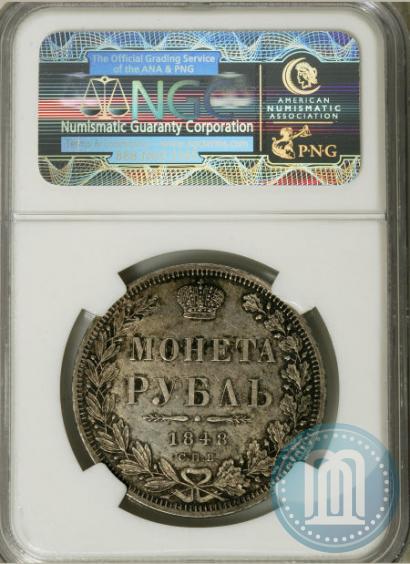 The Official Grading Service
of the ANA & PNG
NGC
Numismatic Guaranty Corporation
AMERICAN
NUMISMATIC
ASSOCIATION
PNG
МОНЕТА
РУБЛЬ
1848
С.П.Б